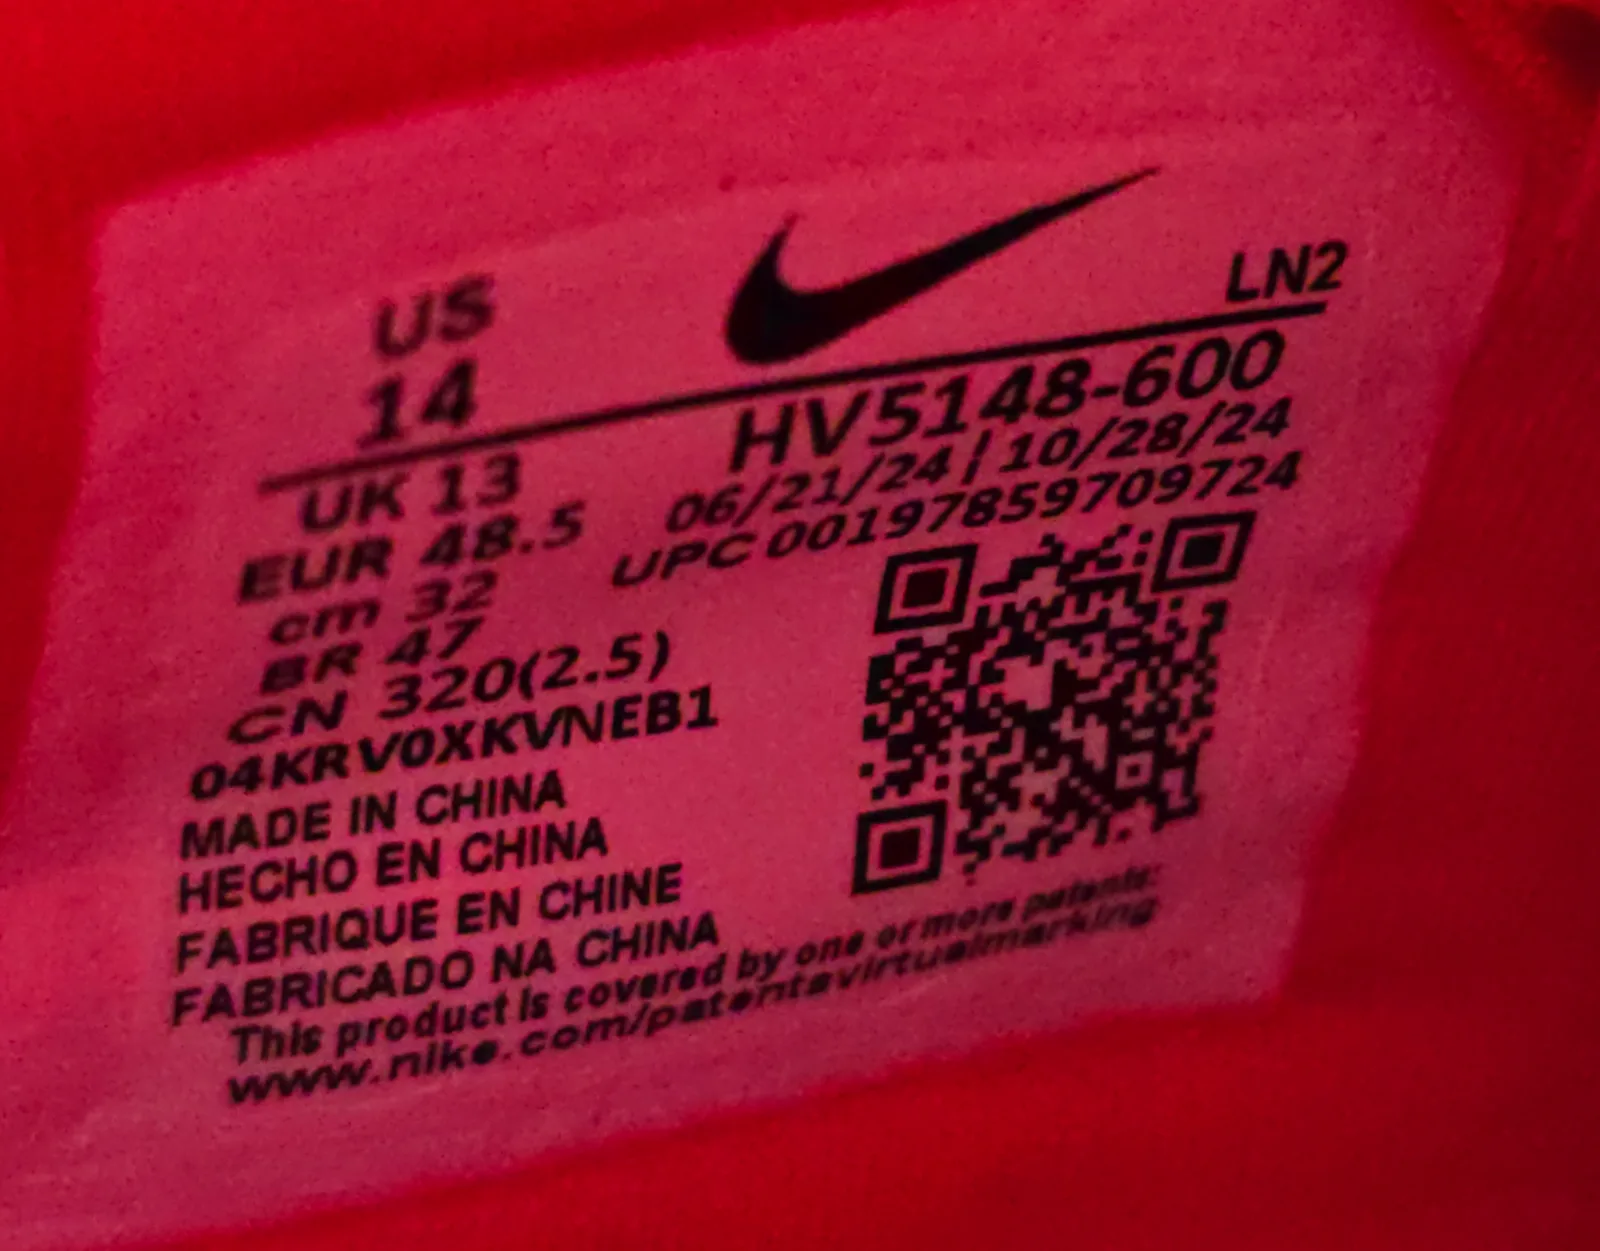 LN2
US
14
HV5148-600
06/21/24 | 10/28/24
UPC 00197859709724
UK 13
EUR 48.5
cm 32
BR 47
CN 320(2.5)
04KRV0XKVNEB1
MADE IN CHINA
HECHO EN CHINA
FABRIQUE EN CHINE
FABRICADO NA CHINA
This product is covered by one or more patents:
www.nike.com/patentsvirtualmarking